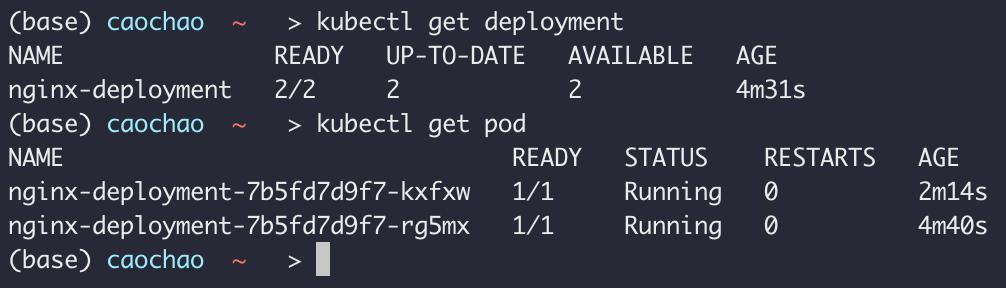 (base) caochao ~ > kubectl get deployment
NAME READY UP-TO-DATE AVAILABLE AGE
nginx-deployment 2/2 2 2 4m31s
(base) caochao ~ > kubectl get pod
NAME READY STATUS RESTARTS AGE
nginx-deployment-7b5fd7d9f7-kxfxw 1/1 Running 0 2m14s
nginx-deployment-7b5fd7d9f7-rg5mx 1/1 Running 0 4m40s
(base) caochao ~ >